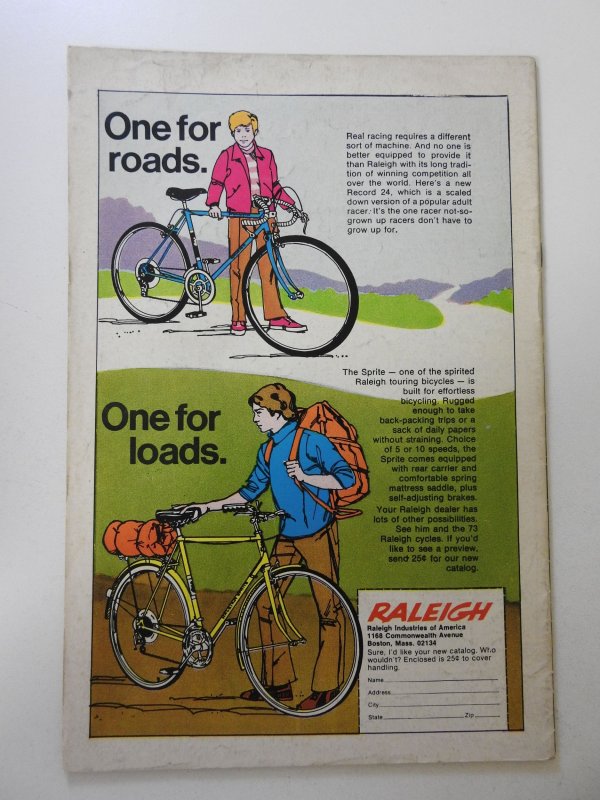 One for
roads.
Real racing requires a different
sort of machine. And no one is
better equipped to provide it
than Raleigh with its long tradi-
tion of winning competition all
over the world. Here's a new
Record 24, which is a scaled
down version of a popular adult
racer. It's the one racer not-so-
grown up racers don't have to
grow up for.
The Sprite — one of the spirited
Raleigh touring bicycles — is
built for effortless
bicycling. Rugged
enough to take
back-packing trips or a
sack of daily papers
without straining. Choice
of 5 or 10 speeds, the
Sprite comes equipped
with rear carrier and
comfortable spring
mattress saddle, plus
self-adjusting brakes.
Your Raleigh dealer has
lots of other possibilities.
See him and the 73
Raleigh cycles. If you'd
like to see a preview,
send 25¢ for our new
catalog.
One for
loads.
RALEIGH
Raleigh Industries of America
1168 Commonwealth Avenue
Boston, Mass. 02134
Sure, I'd like your new catalog. Who
wouldn't? Enclosed is 25¢ to cover
handling.
Name
Address
City
State Zip